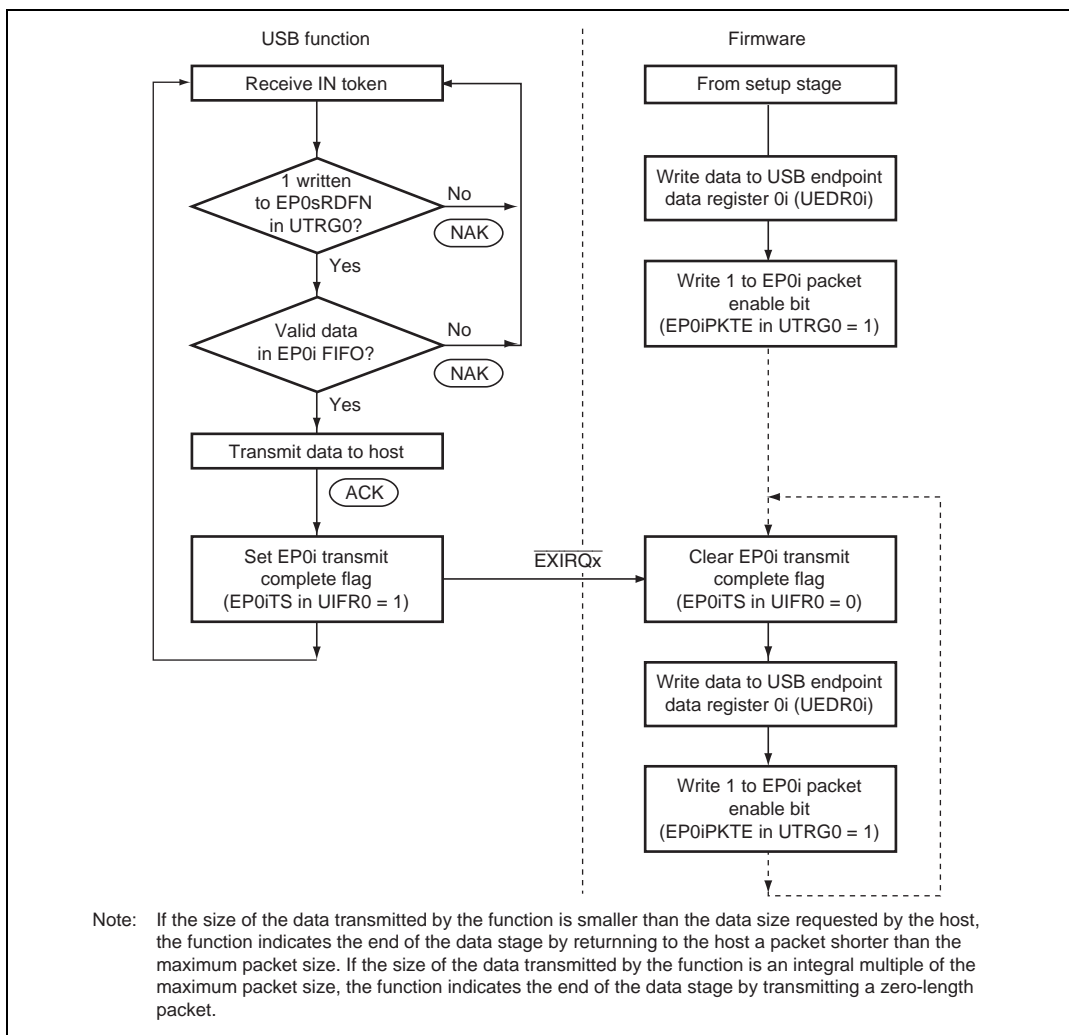 USB function
Receive IN token
1 written
to EP0sRDFN
in UTRG0?
No
NAK
Yes
Valid data
in EP0i FIFO?
No
NAK
Yes
Transmit data to host
ACK
Set EP0i transmit
complete flag
(EP0iTS in UIFR0 = 1)
EXIRQx
Firmware
From setup stage
Write data to USB endpoint
data register 0i (UEDR0i)
Write 1 to EP0i packet
enable bit
(EP0iPKTE in UTRG0 = 1)
Clear EP0i transmit
complete flag
(EP0iTS in UIFR0 = 0)
Write data to USB endpoint
data register 0i (UEDR0i)
Write 1 to EP0i packet
enable bit
(EP0iPKTE in UTRG0 = 1)
Note: If the size of the data transmitted by the function is smaller than the data size requested by the host,
the function indicates the end of the data stage by returnning to the host a packet shorter than the
maximum packet size. If the size of the data transmitted by the function is an integral multiple of the
maximum packet size, the function indicates the end of the data stage by transmitting a zero-length
packet.